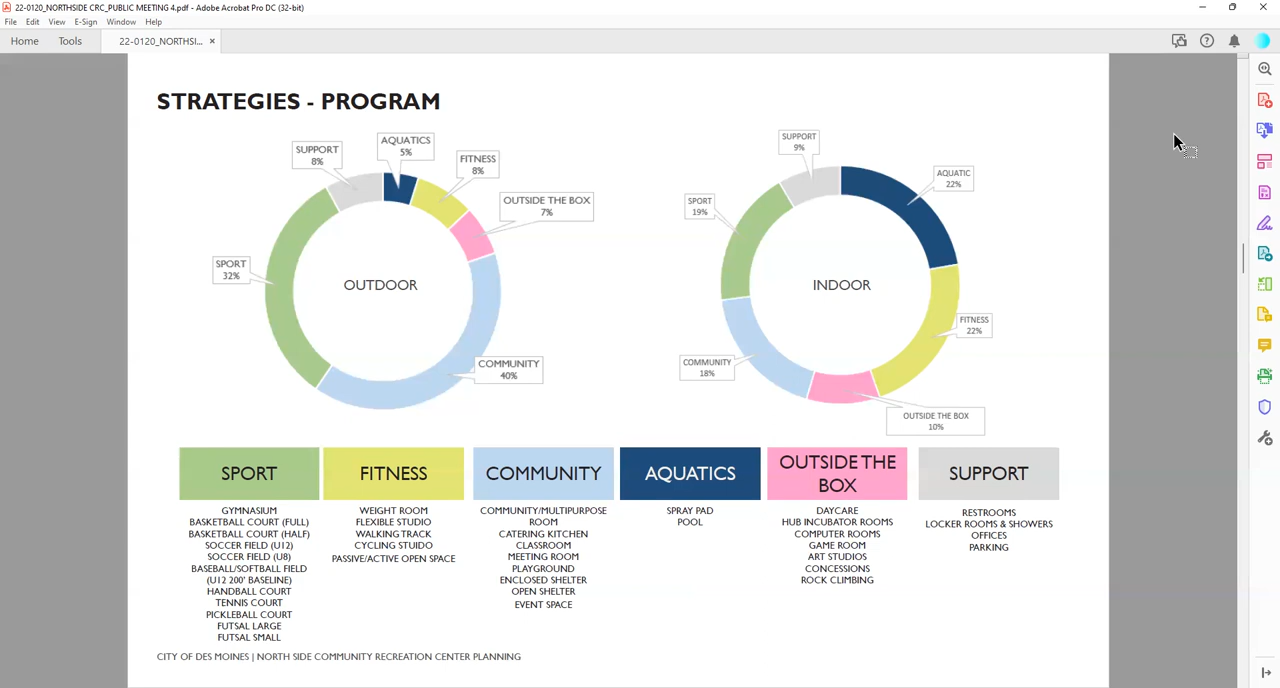 22-0120_NORTHSIDE CRC_PUBLIC MEETING 4.pdf - Adobe Acrobat Pro DC (32-bit)
File Edit View E-Sign Window Help
Home Tools 22-0120_NORTHSI... ×
STRATEGIES - PROGRAM
SUPPORT
8%
AQUATICS
5%
FITNESS
8%
OUTSIDE THE BOX
7%
SPORT
32%
OUTDOOR
COMMUNITY
40%
SUPPORT
9%
AQUATIC
22%
SPORT
19%
INDOOR
FITNESS
22%
COMMUNITY
18%
OUTSIDE THE BOX
10%
SPORT
GYMNASIUM
BASKETBALL COURT (FULL)
BASKETBALL COURT (HALF)
SOCCER FIELD (U12)
SOCCER FIELD (U8)
BASEBALL/SOFTBALL FIELD
(U12 200' BASELINE)
HANDBALL COURT
TENNIS COURT
PICKLEBALL COURT
FUTSAL LARGE
FUTSAL SMALL
FITNESS
WEIGHT ROOM
FLEXIBLE STUDIO
WALKING TRACK
CYCLING STUIDO
PASSIVE/ACTIVE OPEN SPACE
COMMUNITY
COMMUNITY/MULTIPURPOSE
ROOM
CATERING KITCHEN
CLASSROOM
MEETING ROOM
PLAYGROUND
ENCLOSED SHELTER
OPEN SHELTER
EVENT SPACE
AQUATICS
SPRAY PAD
POOL
OUTSIDE THE
BOX
DAYCARE
HUB INCUBATOR ROOMS
COMPUTER ROOMS
GAME ROOM
ART STUDIOS
CONCESSIONS
ROCK CLIMBING
SUPPORT
RESTROOMS
LOCKER ROOMS & SHOWERS
OFFICES
PARKING
CITY OF DES MOINES | NORTH SIDE COMMUNITY RECREATION CENTER PLANNING